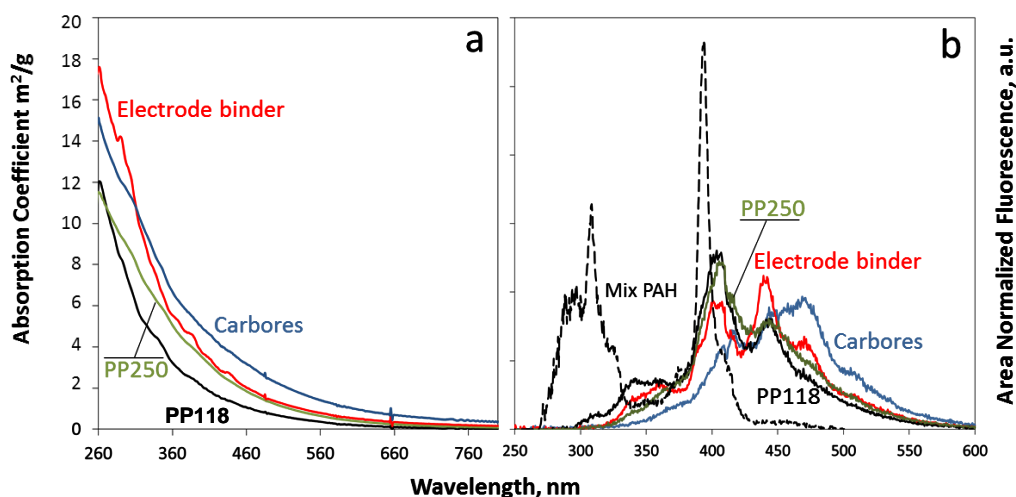 Absorption Coefficient m²/g
20
18
16
14
12
10
8
6
4
2
0
260
360
460
560
660
760
a
Electrode binder
Carbores
PP250
PP118
b
Mix PAH
PP250
Electrode binder
Carbores
PP118
250
300
350
400
450
500
550
600
Area Normalized Fluorescence, a.u.
Wavelength, nm